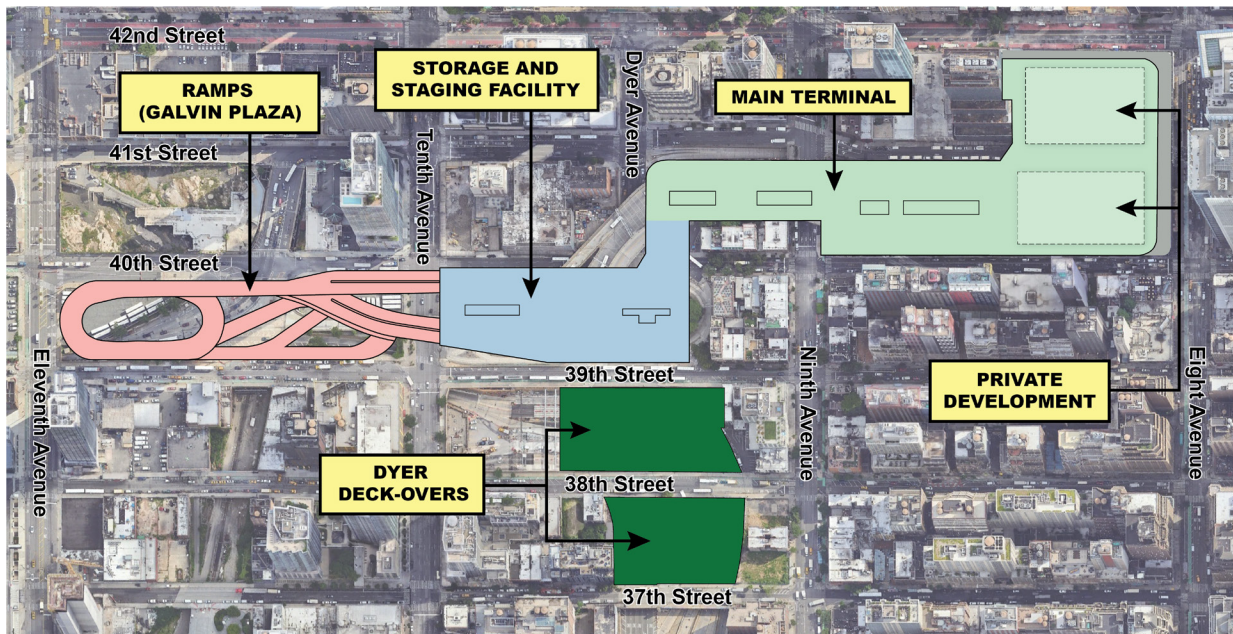 42nd Street
RAMPS
(GALVIN PLAZA)
STORAGE AND
STAGING FACILITY
Dyer Avenue
MAIN TERMINAL
41st Street
Tenth Avenue
40th Street
Eleventh Avenue
39th Street
Ninth Avenue
PRIVATE
DEVELOPMENT
Eight Avenue
DYER
DECK-OVERS
38th Street
37th Street